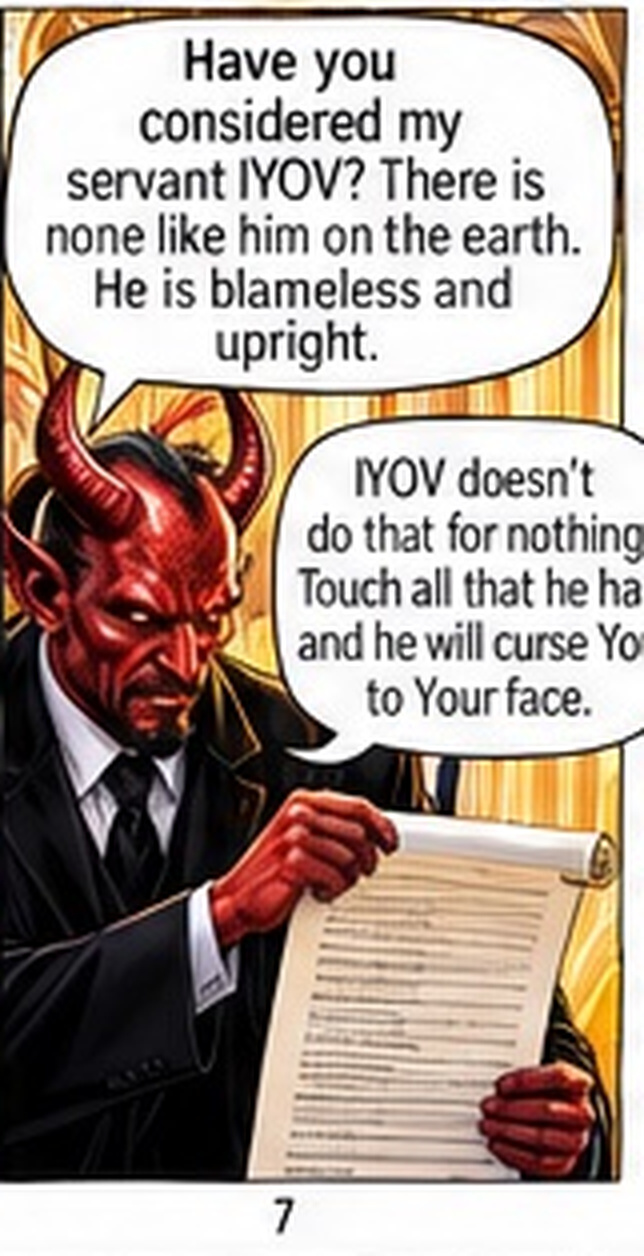 Have you
considered my
servant IYOV? There is
none like him on the earth.
He is blameless and
upright.
IYOV doesn't
do that for nothing
Touch all that he ha
and he will curse Yo
to Your face.
7